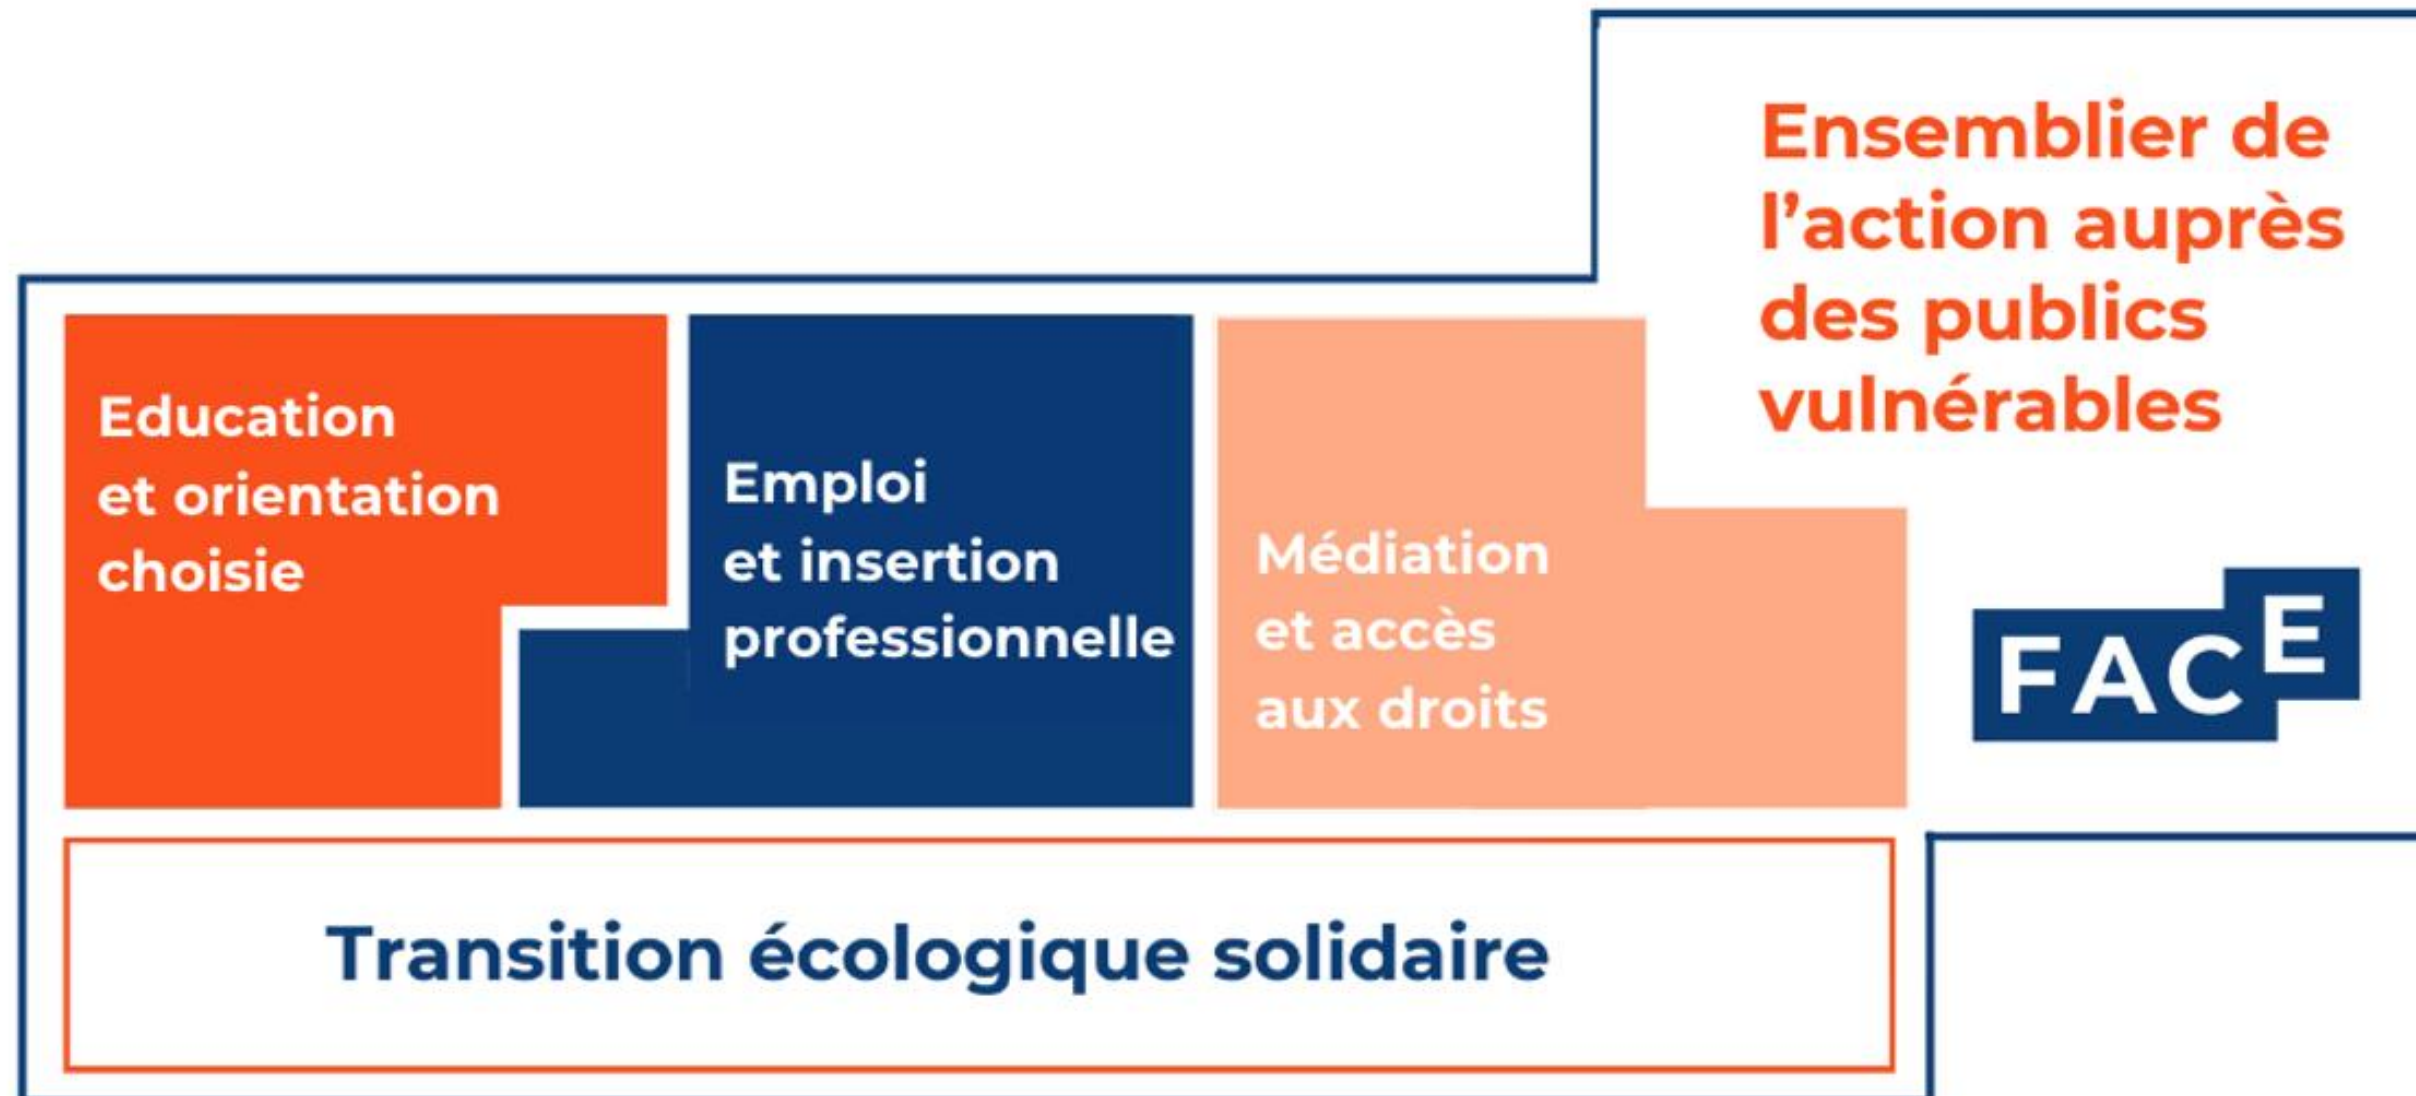 Ensemblier de
l'action auprès
des publics
vulnérables
Education
et orientation
choisie
Emploi
et insertion
professionnelle
Médiation
et accès
aux droits
FACE
Transition écologique solidaire